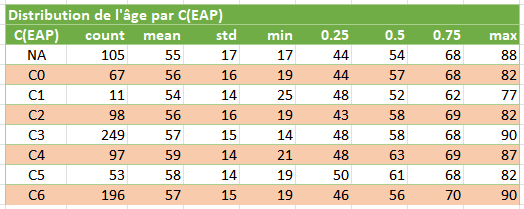 Distribution de l'âge par C(EAP)
C(EAP) count mean std min 0.25 0.5 0.75 max
NA 105 55 17 17 44 54 68 88
C0 67 56 16 19 44 57 68 82
C1 11 54 14 25 48 52 62 77
C2 98 56 16 19 43 58 69 82
C3 249 57 15 14 48 58 68 90
C4 97 59 14 21 48 63 69 87
C5 53 58 14 19 50 61 68 82
C6 196 57 15 19 46 56 70 90